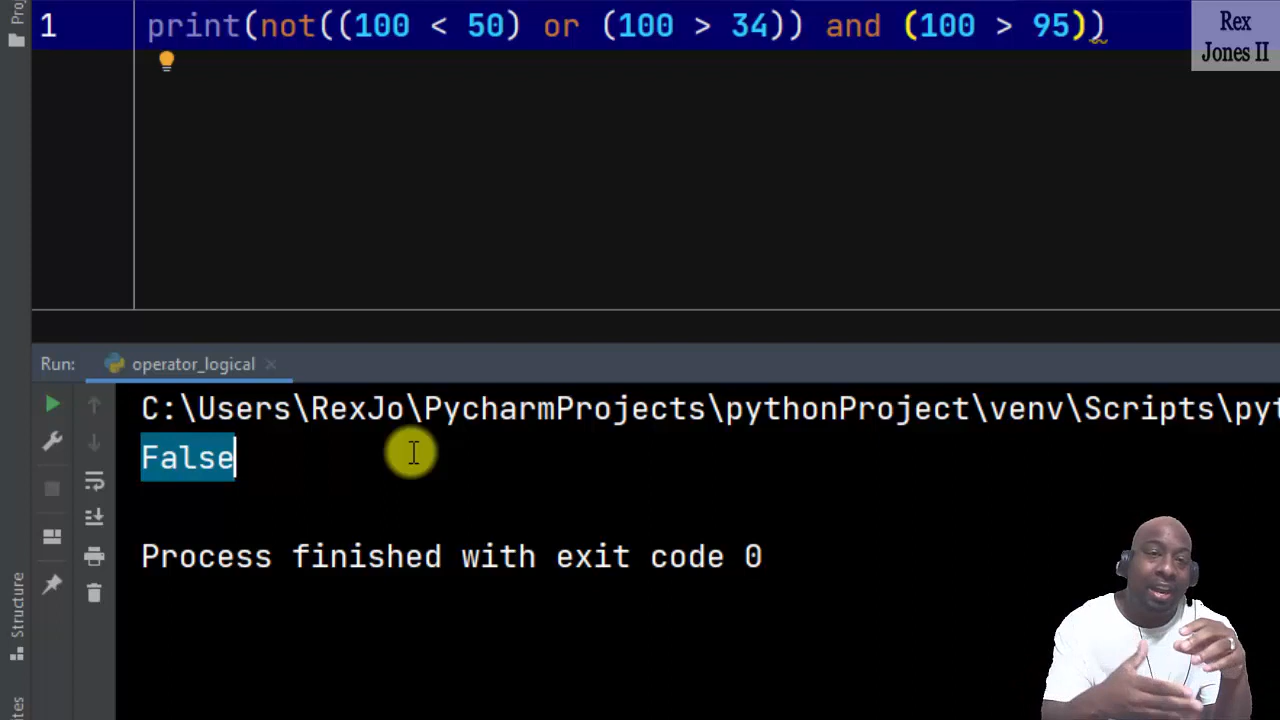 Proj
1 print(not((100 < 50) or (100 > 34)) and (100 > 95))
Rex
Jones II
Run: operator_logical
C:\Users\RexJo\PycharmProjects\pythonProject\venv\Scripts\pyt
False
Process finished with exit code 0
Structure